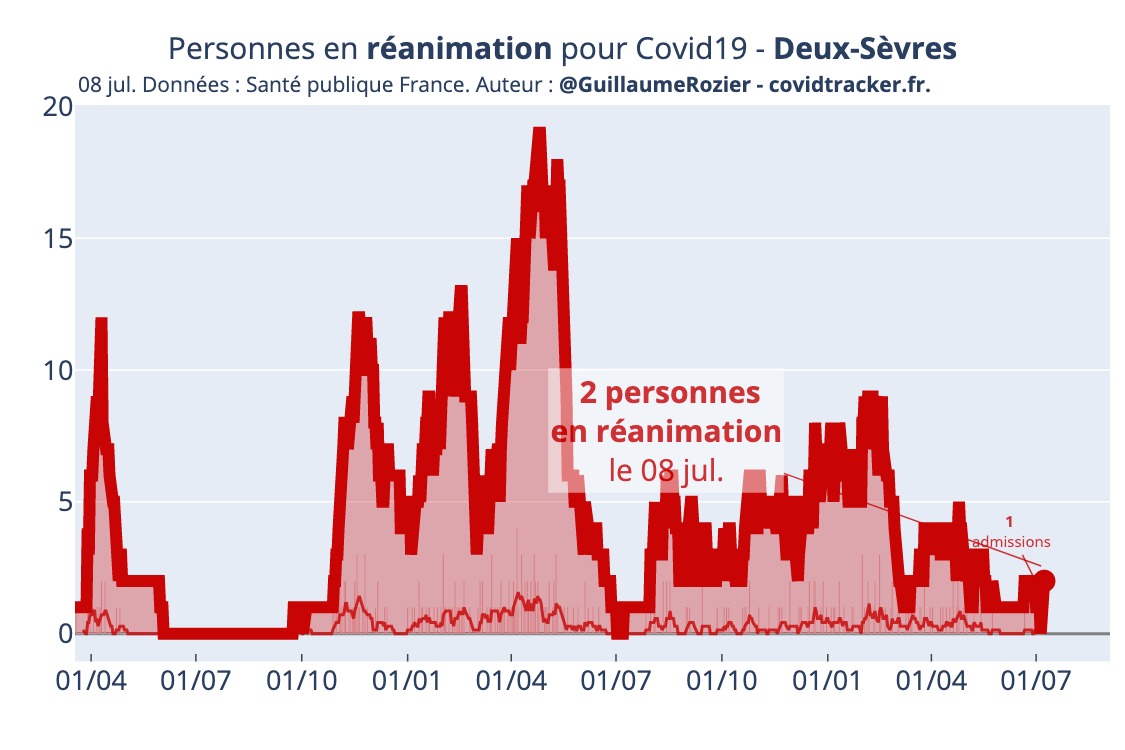 Personnes en réanimation pour Covid19 - Deux-Sèvres
08 jul. Données : Santé publique France. Auteur : @GuillaumeRozier - covidtracker.fr.
20
15
10
5
0
2 personnes
en réanimation
le 08 jul.
1
admissions
01/04 01/07 01/10 01/01 01/04 01/07 01/10 01/01 01/04 01/07